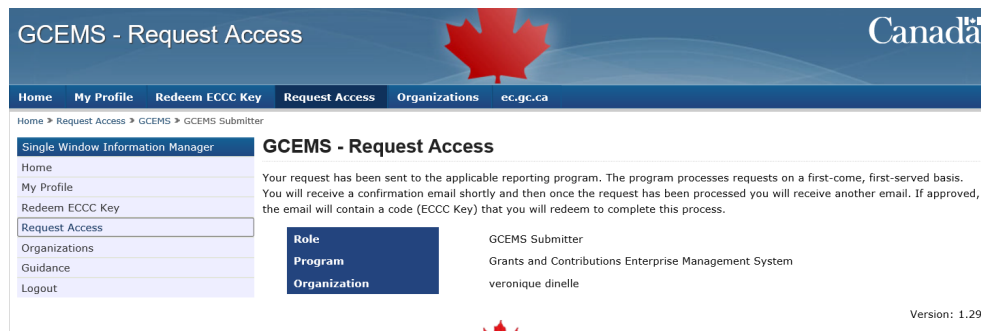 GCEMS - Request Access
Canada
Home My Profile Redeem ECCC Key Request Access Organizations ec.gc.ca
Home > Request Access > GCEMS > GCEMS Submitter
Single Window Information Manager
Home
My Profile
Redeem ECCC Key
Request Access
Organizations
Guidance
Logout
GCEMS - Request Access
Your request has been sent to the applicable reporting program. The program processes requests on a first-come, first-served basis.
You will receive a confirmation email shortly and then once the request has been processed you will receive another email. If approved,
the email will contain a code (ECCC Key) that you will redeem to complete this process.
Role GCEMS Submitter
Program Grants and Contributions Enterprise Management System
Organization veronique dinelle
Version: 1.29